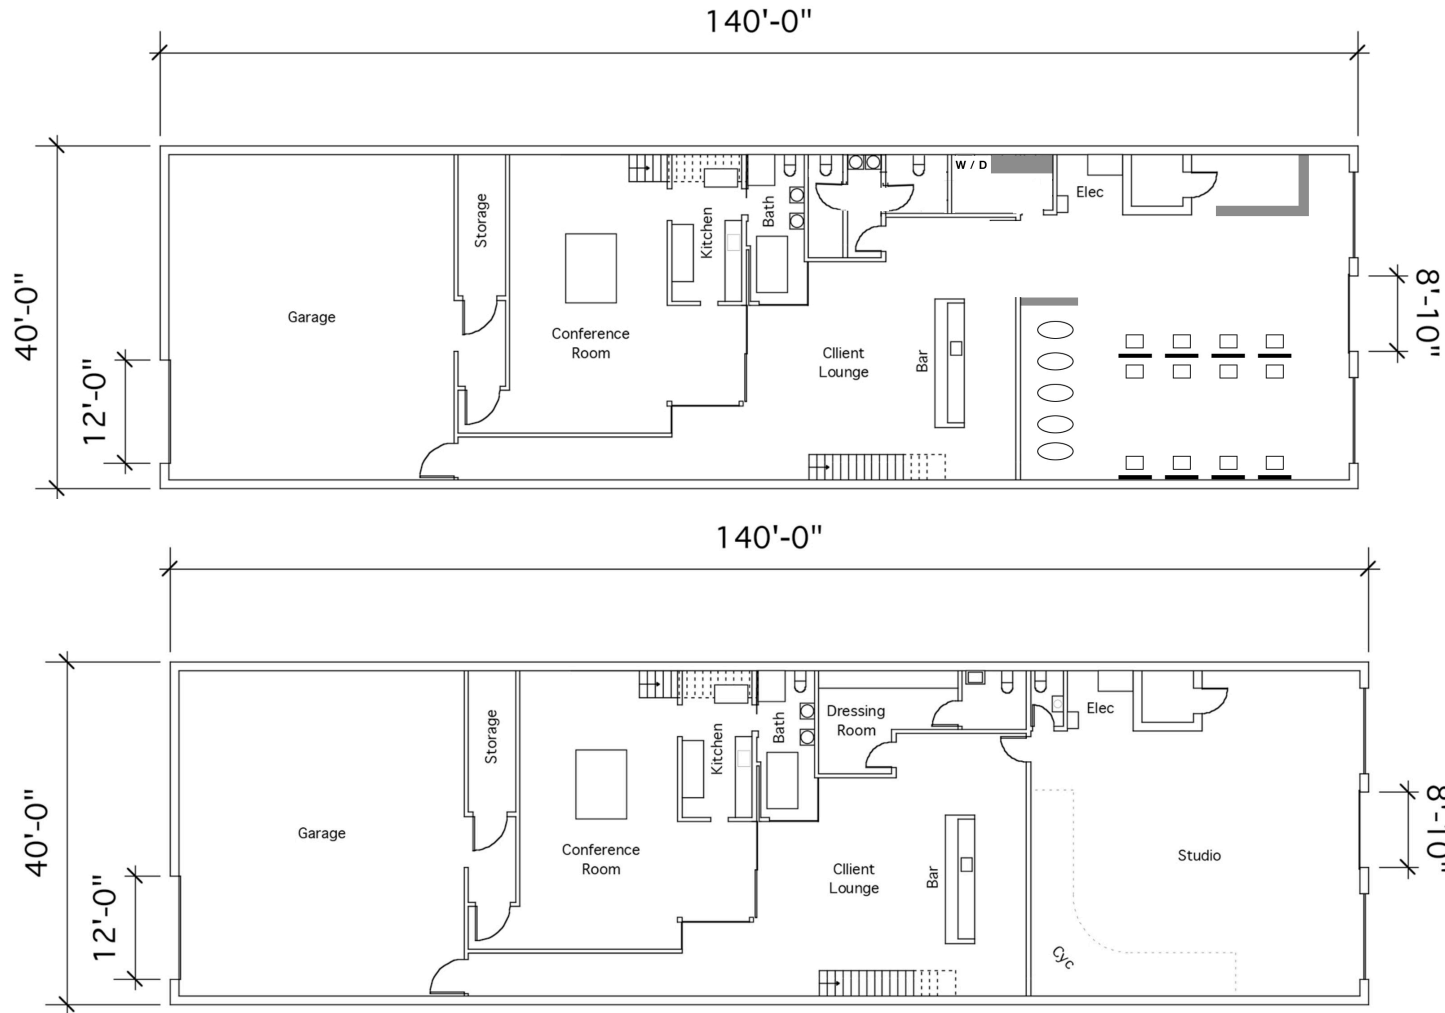 140'-0"
W / D
Elec
Storage
Kitchen
Bath
40'-0"
8'-10"
Garage
Conference
Room
Cllient
Lounge
Bar
12'-0"
140'-0"
Dressing
Room
Elec
Storage
Kitchen
Bath
40'-0"
8'-10"
Garage
Conference
Room
Cllient
Lounge
Bar
Studio
12'-0"
Cyc